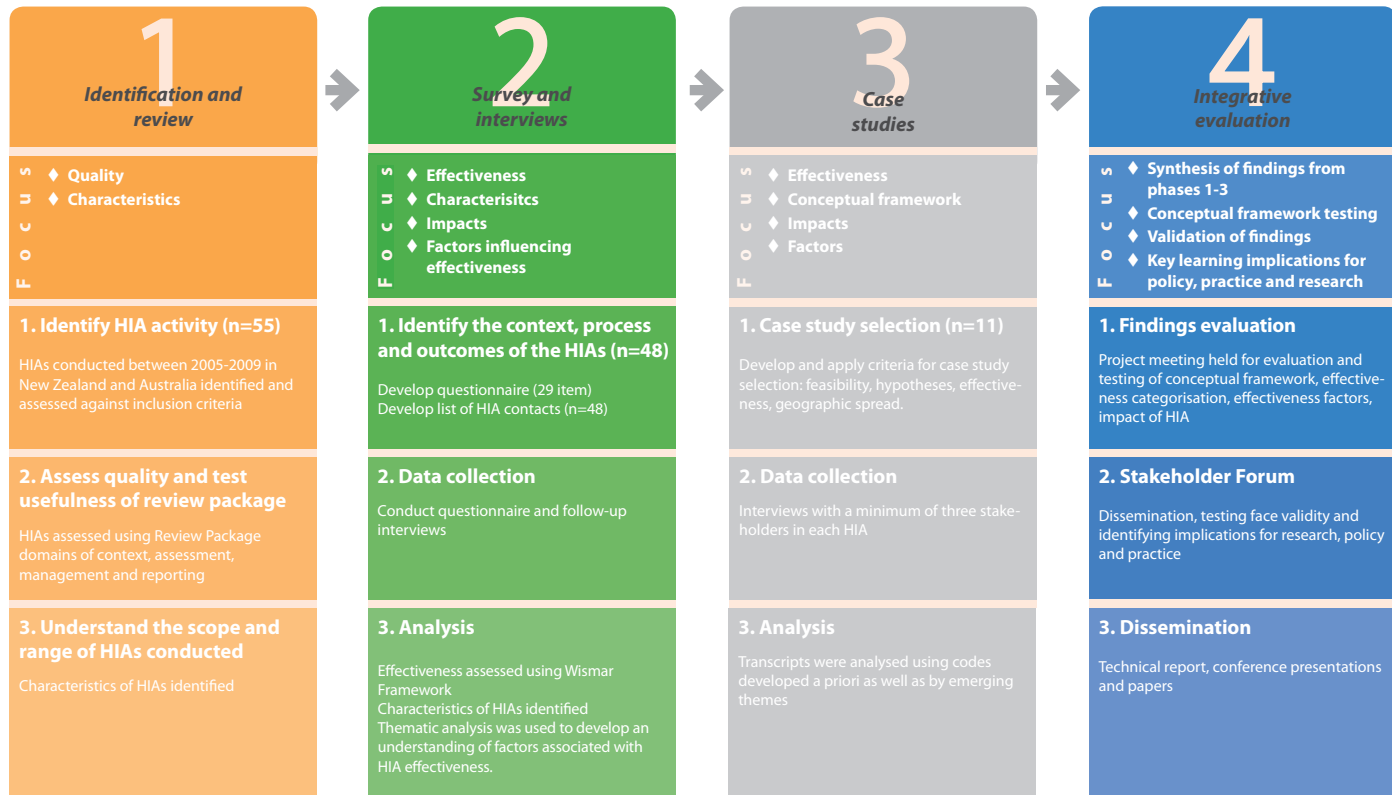 1
Identification and
review
Focus
♦ Quality
♦ Characteristics
1. Identify HIA activity (n=55)
HIAs conducted between 2005-2009 in
New Zealand and Australia identified and
assessed against inclusion criteria
2. Assess quality and test
usefulness of review package
HIAs assessed using Review Package
domains of context, assessment,
management and reporting
3. Understand the scope and
range of HIAs conducted
Characteristics of HIAs identified
2
Survey and
interviews
Focus
♦ Effectiveness
♦ Characterisitcs
♦ Impacts
♦ Factors influencing
effectiveness
1. Identify the context, process
and outcomes of the HIAs (n=48)
Develop questionnaire (29 item)
Develop list of HIA contacts (n=48)
2. Data collection
Conduct questionnaire and follow-up
interviews
3. Analysis
Effectiveness assessed using Wismar
Framework
Characteristics of HIAs identified
Thematic analysis was used to develop an
understanding of factors associated with
HIA effectiveness.
3
Case
studies
Focus
♦ Effectiveness
♦ Conceptual framework
♦ Impacts
♦ Factors
1. Case study selection (n=11)
Develop and apply criteria for case study
selection: feasibility, hypotheses, effective-
ness, geographic spread.
2. Data collection
Interviews with a minimum of three stake-
holders in each HIA
3. Analysis
Transcripts were analysed using codes
developed a priori as well as by emerging
themes
4
Integrative
evaluation
Focus
♦ Synthesis of findings from
phases 1-3
♦ Conceptual framework testing
♦ Validation of findings
♦ Key learning implications for
policy, practice and research
1. Findings evaluation
Project meeting held for evaluation and
testing of conceptual framework, effective-
ness categorisation, effectiveness factors,
impact of HIA
2. Stakeholder Forum
Dissemination, testing face validity and
identifying implications for research, policy
and practice
3. Dissemination
Technical report, conference presentations
and papers